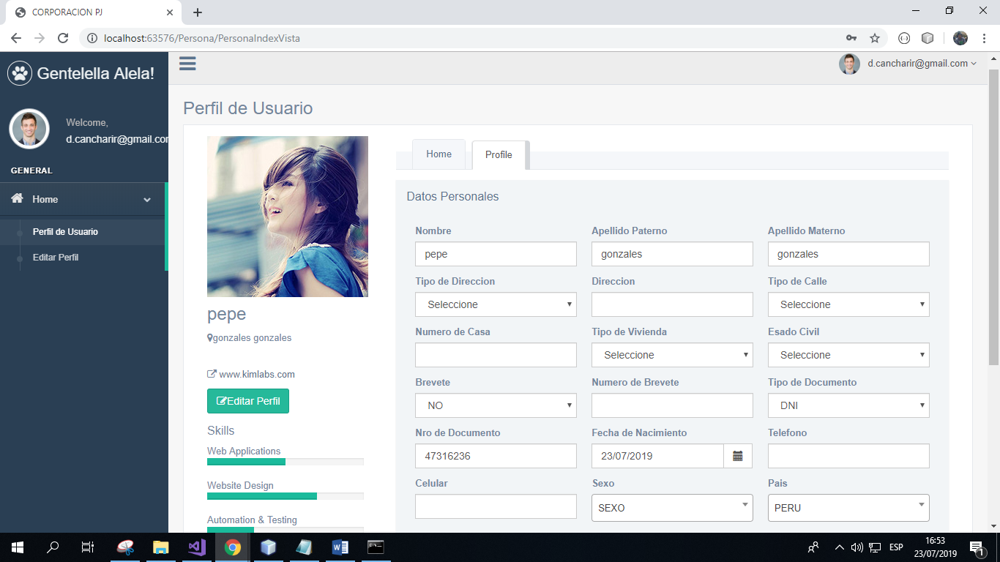 CORPORACION PJ
localhost:63576/Persona/PersonaIndexVista
Gentelella Alela!
d.cancharir@gmail.com
Welcome,
d.cancharir@gmail.cor
GENERAL
Home
Perfil de Usuario
Editar Perfil
Perfil de Usuario
pepe
gonzales gonzales
www.kimlabs.com
Editar Perfil
Skills
Web Applications
Website Design
Automation & Testing
Home Profile
Datos Personales
Nombre Apellido Paterno Apellido Materno
pepe gonzales gonzales
Tipo de Direccion Direccion Tipo de Calle
Seleccione Seleccione
Numero de Casa Tipo de Vivienda Esado Civil
Seleccione Seleccione
Brevete Numero de Brevete Tipo de Documento
NO DNI
Nro de Documento Fecha de Nacimiento Telefono
47316236 23/07/2019
Celular Sexo Pais
SEXO PERU
ESP
16:53
23/07/2019
1